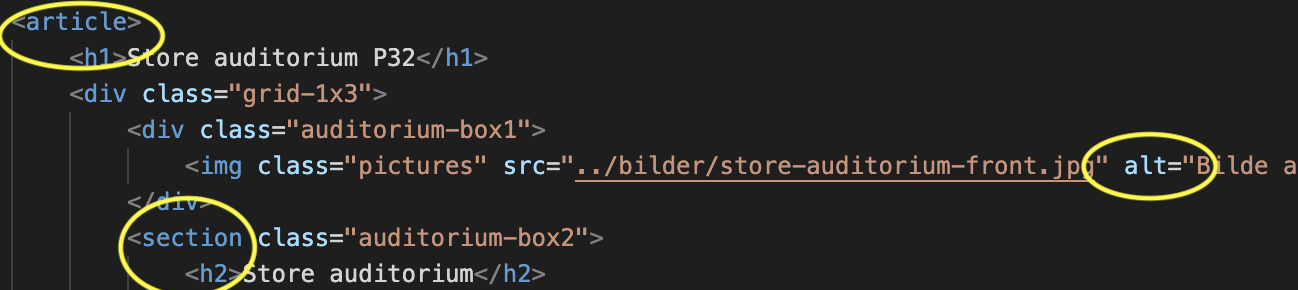 <article>
<h1>Store auditorium P32</h1>
<div class="grid-1x3">
<div class="auditorium-box1">
<img class="pictures" src="../bilder/store-auditorium-front.jpg" alt="Bilde a
</div>
<section class="auditorium-box2">
<h2>Store auditorium</h2>